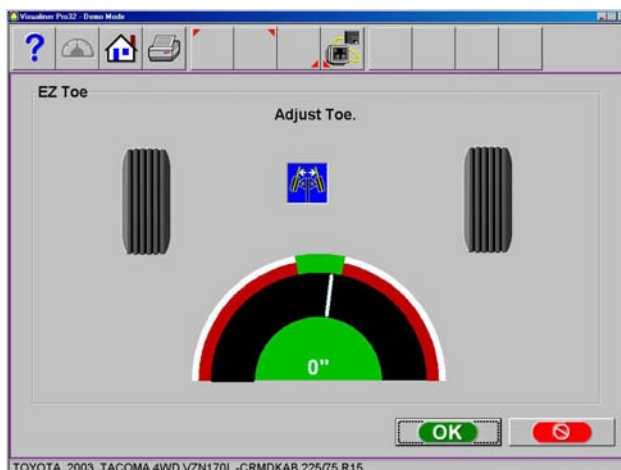 Visualiner Pro32 - Demo Mode
?
EZ Toe
Adjust Toe.
0"
OK
TOYOTA, 2003, TACOMA 4WD VZN170L-CRMDKAB 225/75 R15